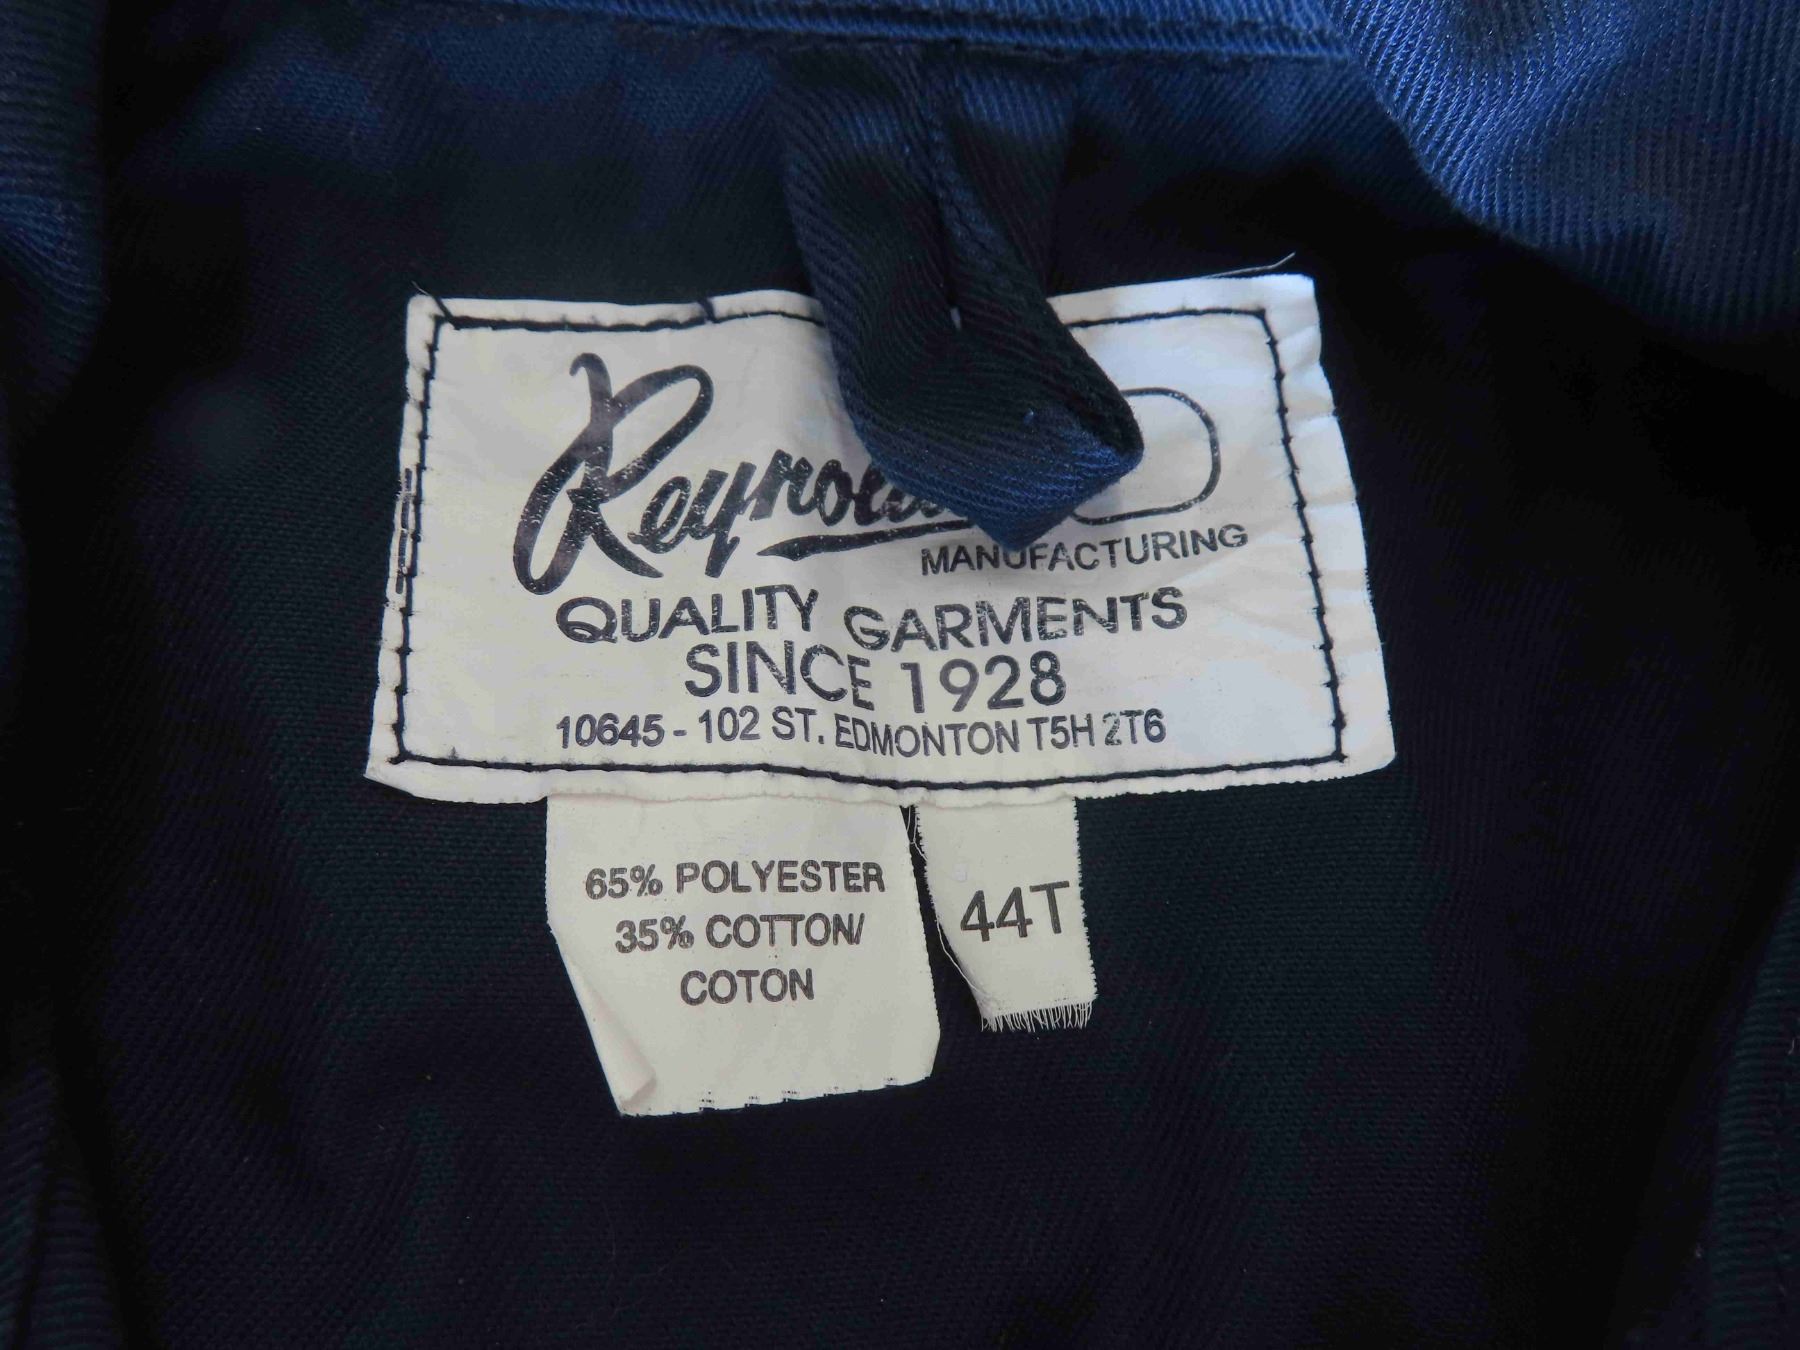 MANUFACTURING
QUALITY GARMENTS
SINCE 1928
10645 - 102 ST. EDMONTON T5H 2T6
65% POLYESTER
35% COTTON/
COTON
44T